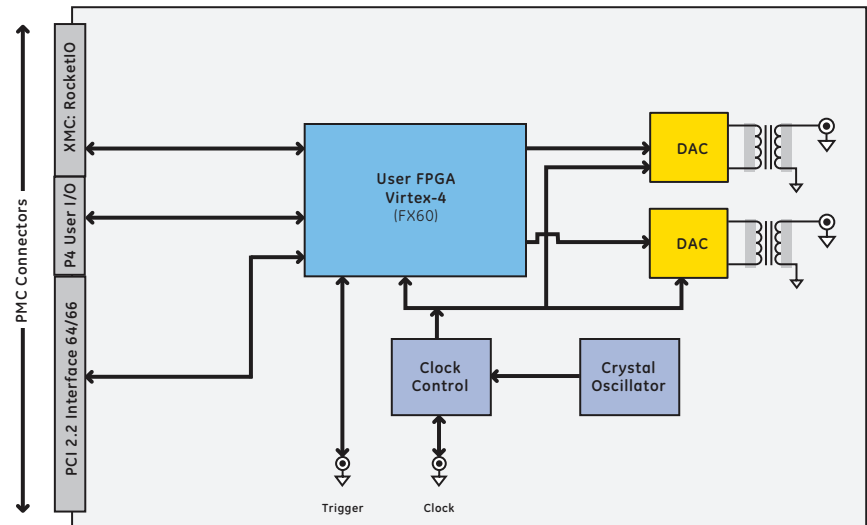 PMC Connectors
XMC: RocketIO
P4 User I/O
PCI 2.2 Interface 64/66
User FPGA
Virtex-4
(FX60)
DAC
DAC
Clock
Control
Crystal
Oscillator
Trigger
Clock